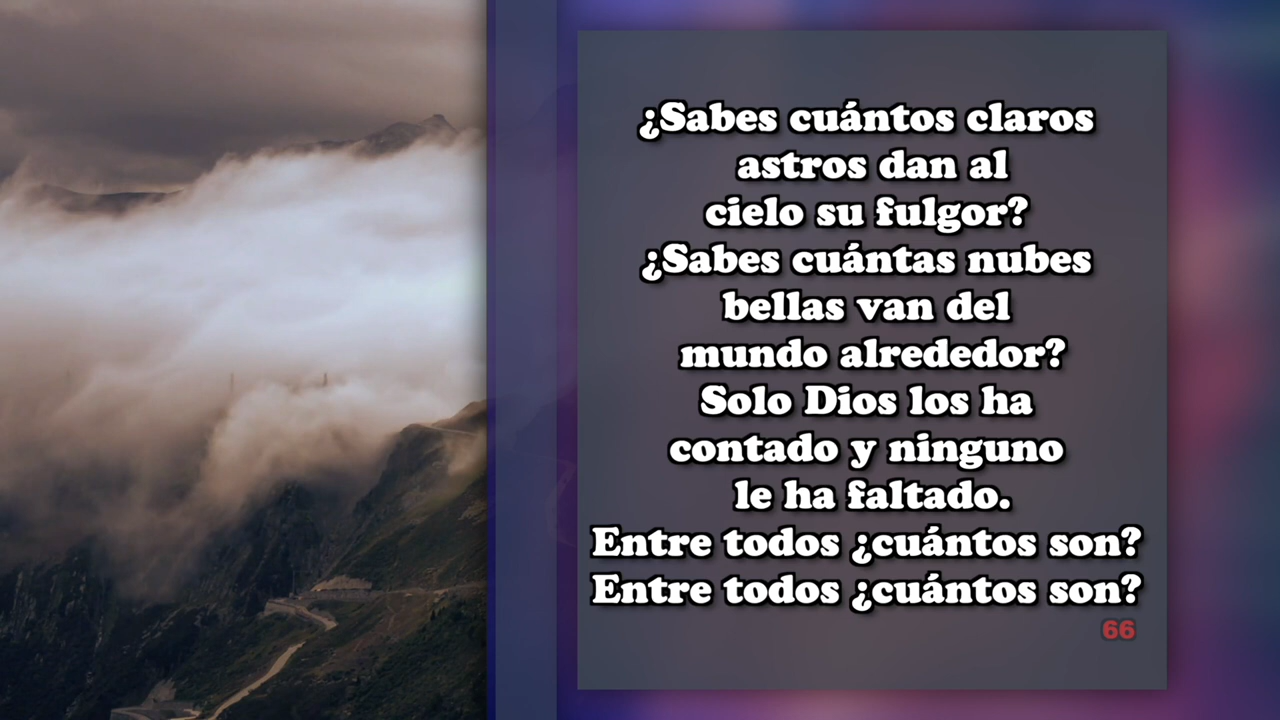 ¿Sabes cuántos claros
astros dan al
cielo su fulgor?
¿Sabes cuántas nubes
bellas van del
mundo alrededor?
Solo Dios los ha
contado y ninguno
le ha faltado.
Entre todos ¿cuántos son?
Entre todos ¿cuántos son?
66